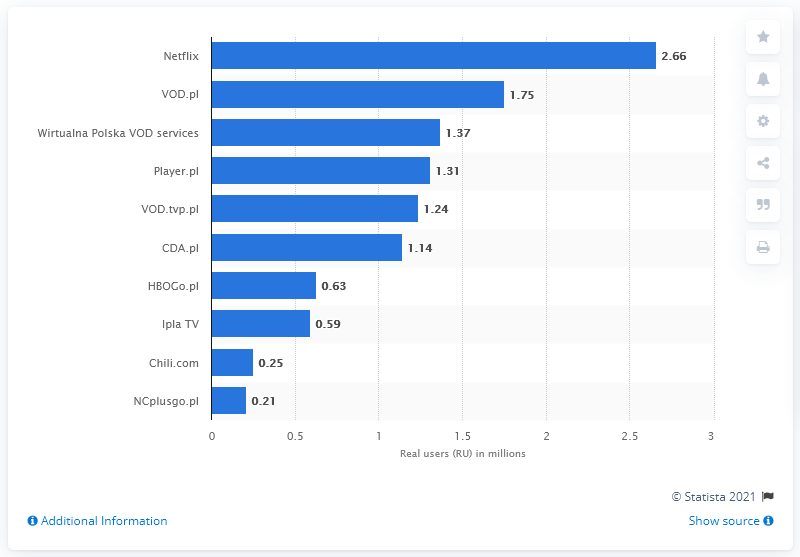 Netflix 2.66
VOD.pl 1.75
Wirtualna Polska VOD services 1.37
Player.pl 1.31
VOD.tvp.pl 1.24
CDA.pl 1.14
HBOGo.pl 0.63
Ipla TV 0.59
Chili.com 0.25
NCplusgo.pl 0.21
0 0.5 1 1.5 2 2.5 3
Real users (RU) in millions
© Statista 2021
Additional Information Show source